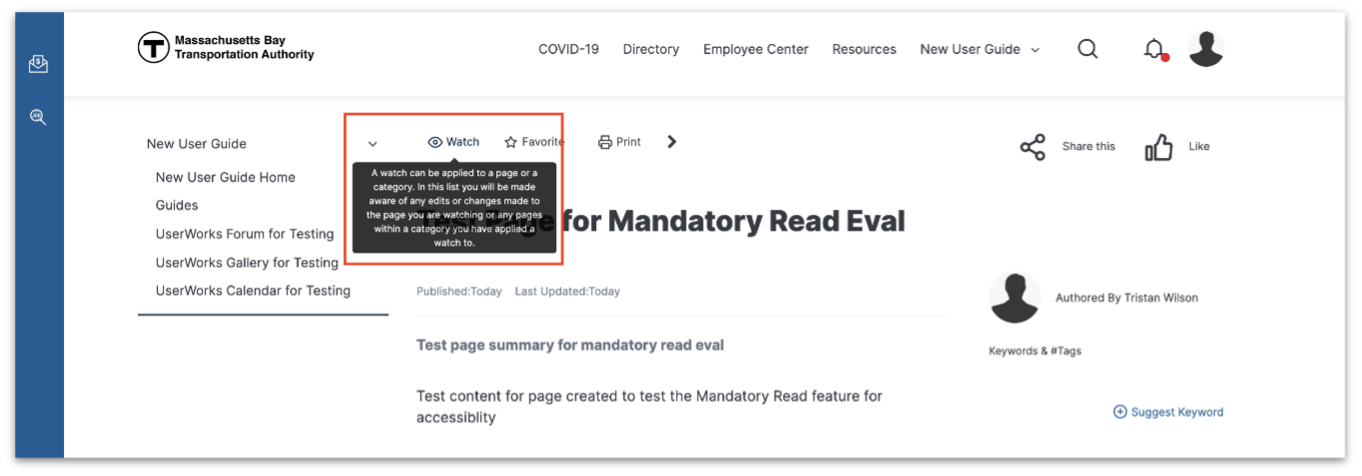 Massachusetts Bay
Transportation Authority
COVID-19 Directory Employee Center Resources New User Guide
New User Guide
New User Guide Home
Guides
UserWorks Forum for Testing
UserWorks Gallery for Testing
UserWorks Calendar for Testing
Watch Favorite Print
A watch can be applied to a page or a
category. In this list you will be made
aware of any edits or changes made to
the page you are watching or any pages
within a category you have applied a
watch to.
Share this Like
Test Page for Mandatory Read Eval
Published:Today Last Updated:Today
Test page summary for mandatory read eval
Test content for page created to test the Mandatory Read feature for
accessiblity
Authored By Tristan Wilson
Keywords & #Tags
Suggest Keyword